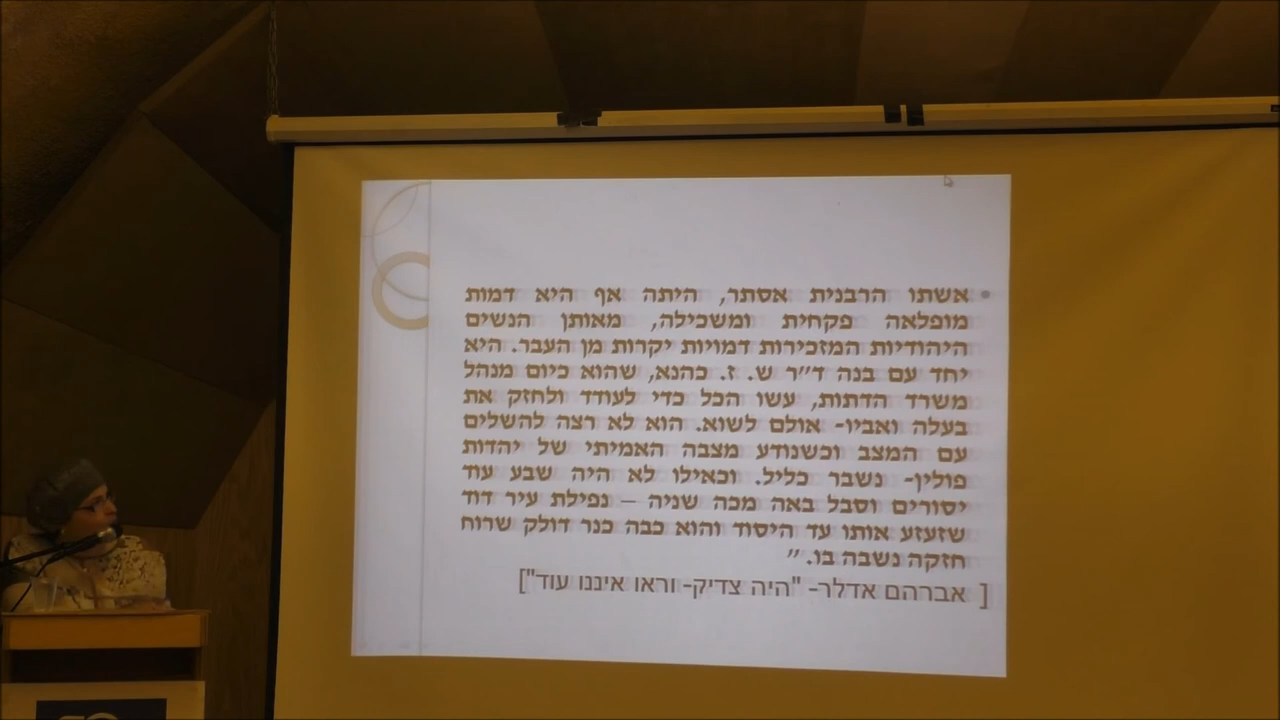 • אשתו הרבנית אסתר, היתה אף היא דמות
מופלאה פקחית ומשכילה, מאותן הנשים
היהודיות המזכירות דמויות יקרות מן העבר. היא
יחד עם בנה ד״ר ש. ז. כהנא, שהוא כיום מנהל
משרד הדתות, עשו הכל כדי לעודד ולחזק את
בעלה ואביו- אולם לשוא. הוא לא רצה להשלים
עם המצב וכשנודע מצבה האמיתי של יהדות
פולין- נשבר כליל. וכאילו לא היה שבע עוד
יסורים וסבל באה מכה שניה – נפילת עיר דוד
שזעזע אותו עד היסוד והוא כבה כנר דולק שרוח
חזקה נשבה בו. ״
[ אברהם אדלר- "היה צדיק- וראו איננו עוד"]